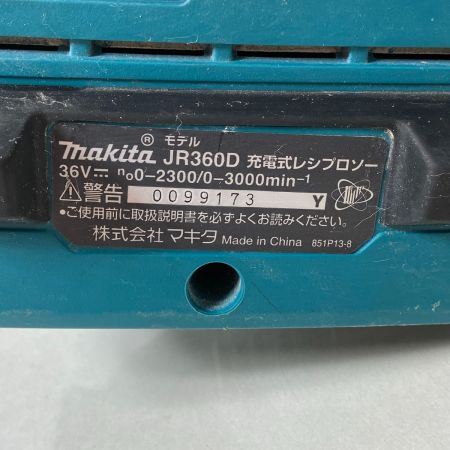 makita® モデル JR360D 充電式レシプロソー
36V⎓ n₀0-2300/0-3000min⁻¹
⚠警告 0099173 Y
●ご使用前に取扱説明書を必ずよくお読みください。
株式会社 マキタ Made in China 851P13-8